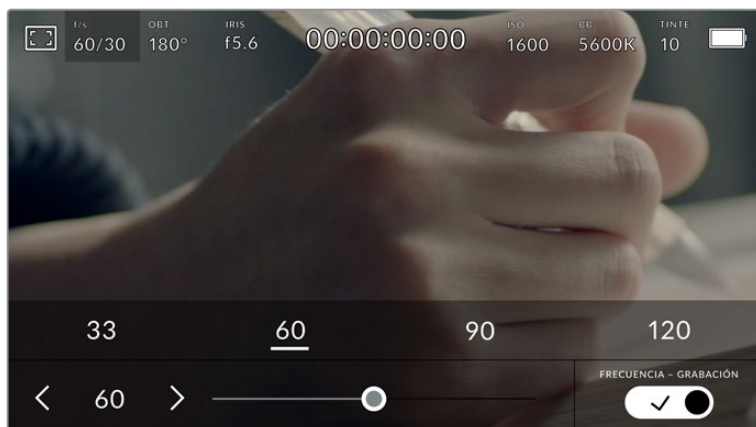 f/s OBT. IRIS ISO BB TINTE
60/30 180° f5.6 00:00:00:00 1600 5600K 10
33 60 90 120
FRECUENCIA – GRABACIÓN
60